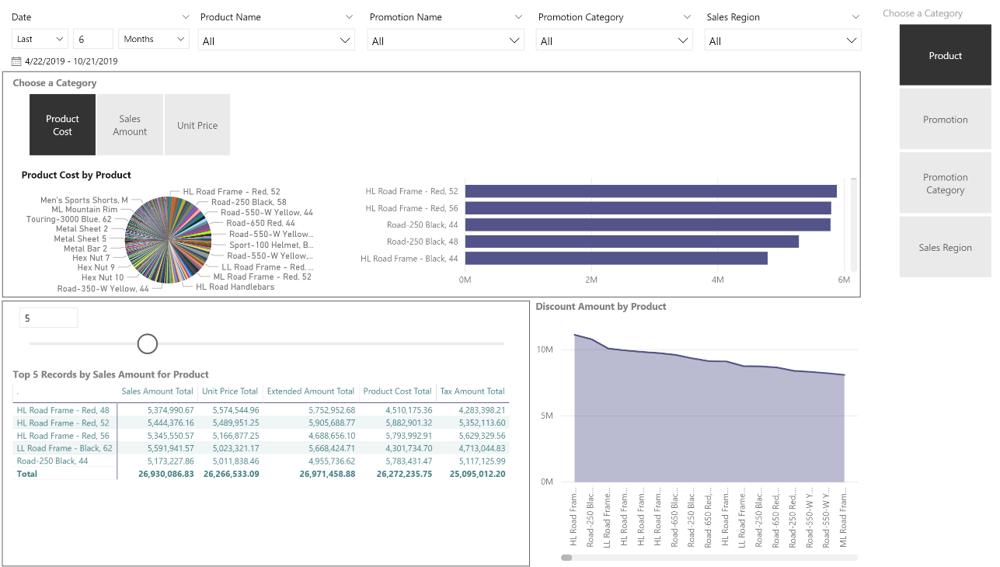 Date
Product Name
Promotion Name
Promotion Category
Sales Region
Choose a Category
Last
6
Months
All
All
All
All
4/22/2019 - 10/21/2019
Product
Promotion
Promotion
Category
Sales Region
Choose a Category
Product
Cost
Sales
Amount
Unit Price
Product Cost by Product
HL Road Frame - Red, 52
Road-250 Black, 58
Road-550-W Yellow, 44
Road-650 Red, 44
Road-550-W Yellow...
Sport-100 Helmet, B...
Road-550-W Yellow,...
LL Road Frame - Red, ...
ML Road Frame - Red, 52
HL Road Handlebars
Men's Sports Shorts, M
ML Mountain Rim
Touring-3000 Blue, 62
Metal Sheet 2
Metal Sheet 5
Metal Bar 2
Hex Nut 7
Hex Nut 9
Hex Nut 10
Road-350-W Yellow, 44
HL Road Frame - Red, 52
HL Road Frame - Red, 56
Road-250 Black, 44
Road-250 Black, 48
HL Road Frame - Black, 44
0M 2M 4M 6M
5
Top 5 Records by Sales Amount for Product
. Sales Amount Total Unit Price Total Extended Amount Total Product Cost Total Tax Amount Total
HL Road Frame - Red, 48 5,374,990.67 5,574,544.96 5,752,952.68 4,510,175.36 4,283,398.21
HL Road Frame - Red, 52 5,444,376.16 5,489,951.25 5,905,688.77 5,882,901.32 5,352,113.60
HL Road Frame - Red, 56 5,345,550.57 5,166,877.25 4,688,656.10 5,793,992.91 5,629,329.56
LL Road Frame - Black, 62 5,591,941.57 5,023,321.17 5,668,424.71 4,301,734.70 4,713,044.83
Road-250 Black, 44 5,173,227.86 5,011,838.46 4,955,736.62 5,783,431.47 5,117,125.99
Total 26,930,086.83 26,266,533.09 26,971,458.88 26,272,235.75 25,095,012.20
Discount Amount by Product
10M
5M
0M
HL Road Fram...
Road-250 Blac...
LL Road Frame...
HL Road Fram...
HL Road Fram...
HL Road Fram...
Road-650 Blac...
Road-250 Blac...
Road-650 Red,...
HL Road Fram...
LL Road Frame...
Road-250 Blac...
Road-650 Red,...
Road-250 Red,...
Road-550-W Y...
Road-550-W Y...
ML Road Fram...